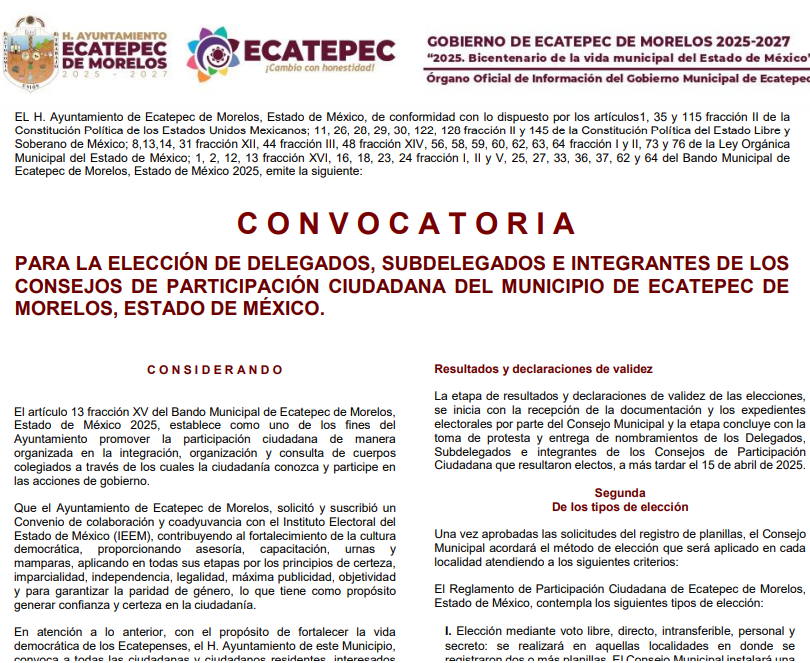 H. AYUNTAMIENTO
ECATEPEC
DE MORELOS
2025 - 2027
ECATEPEC
¡Cambio con honestidad!
GOBIERNO DE ECATEPEC DE MORELOS 2025-2027
“2025. Bicentenario de la vida municipal del Estado de México”
Órgano Oficial de Información del Gobierno Municipal de Ecatepec
EL H. Ayuntamiento de Ecatepec de Morelos, Estado de México, de conformidad con lo dispuesto por los artículos1, 35 y 115 fracción II de la
Constitución Política de los Estados Unidos Mexicanos; 11, 26, 28, 29, 30, 122, 128 fracción II y 145 de la Constitución Política del Estado Libre y
Soberano de México; 8,13,14, 31 fracción XII, 44 fracción III, 48 fracción XIV, 56, 58, 59, 60, 62, 63, 64 fracción I y II, 73 y 76 de la Ley Orgánica
Municipal del Estado de México; 1, 2, 12, 13 fracción XVI, 16, 18, 23, 24 fracción I, II y V, 25, 27, 33, 36, 37, 62 y 64 del Bando Municipal de
Ecatepec de Morelos, Estado de México 2025, emite la siguiente:
C O N V O C A T O R I A
PARA LA ELECCIÓN DE DELEGADOS, SUBDELEGADOS E INTEGRANTES DE LOS
CONSEJOS DE PARTICIPACIÓN CIUDADANA DEL MUNICIPIO DE ECATEPEC DE
MORELOS, ESTADO DE MÉXICO.
C O N S I D E R A N D O
El artículo 13 fracción XV del Bando Municipal de Ecatepec de Morelos,
Estado de México 2025, establece como uno de los fines del
Ayuntamiento promover la participación ciudadana de manera
organizada en la integración, organización y consulta de cuerpos
colegiados a través de los cuales la ciudadanía conozca y participe en
las acciones de gobierno.
Que el Ayuntamiento de Ecatepec de Morelos, solicitó y suscribió un
Convenio de colaboración y coadyuvancia con el Instituto Electoral del
Estado de México (IEEM), contribuyendo al fortalecimiento de la cultura
democrática, proporcionando asesoría, capacitación, urnas y
mamparas, aplicando en todas sus etapas por los principios de certeza,
imparcialidad, independencia, legalidad, máxima publicidad, objetividad
y para garantizar la paridad de género, lo que tiene como propósito
generar confianza y certeza en la ciudadanía.
En atención a lo anterior, con el propósito de fortalecer la vida
democrática de los Ecatepenses, el H. Ayuntamiento de este Municipio,
convoca a todas las ciudadanas y ciudadanos residentes, interesados
Resultados y declaraciones de validez
La etapa de resultados y declaraciones de validez de las elecciones,
se inicia con la recepción de la documentación y los expedientes
electorales por parte del Consejo Municipal y la etapa concluye con la
toma de protesta y entrega de nombramientos de los Delegados,
Subdelegados e integrantes de los Consejos de Participación
Ciudadana que resultaron electos, a más tardar el 15 de abril de 2025.
Segunda
De los tipos de elección
Una vez aprobadas las solicitudes del registro de planillas, el Consejo
Municipal acordará el método de elección que será aplicado en cada
localidad atendiendo a los siguientes criterios:
El Reglamento de Participación Ciudadana de Ecatepec de Morelos,
Estado de México, contempla los siguientes tipos de elección:
I. Elección mediante voto libre, directo, intransferible, personal y
secreto: se realizará en aquellas localidades en donde se
registraron dos o más planillas. El Consejo Municipal instalará una